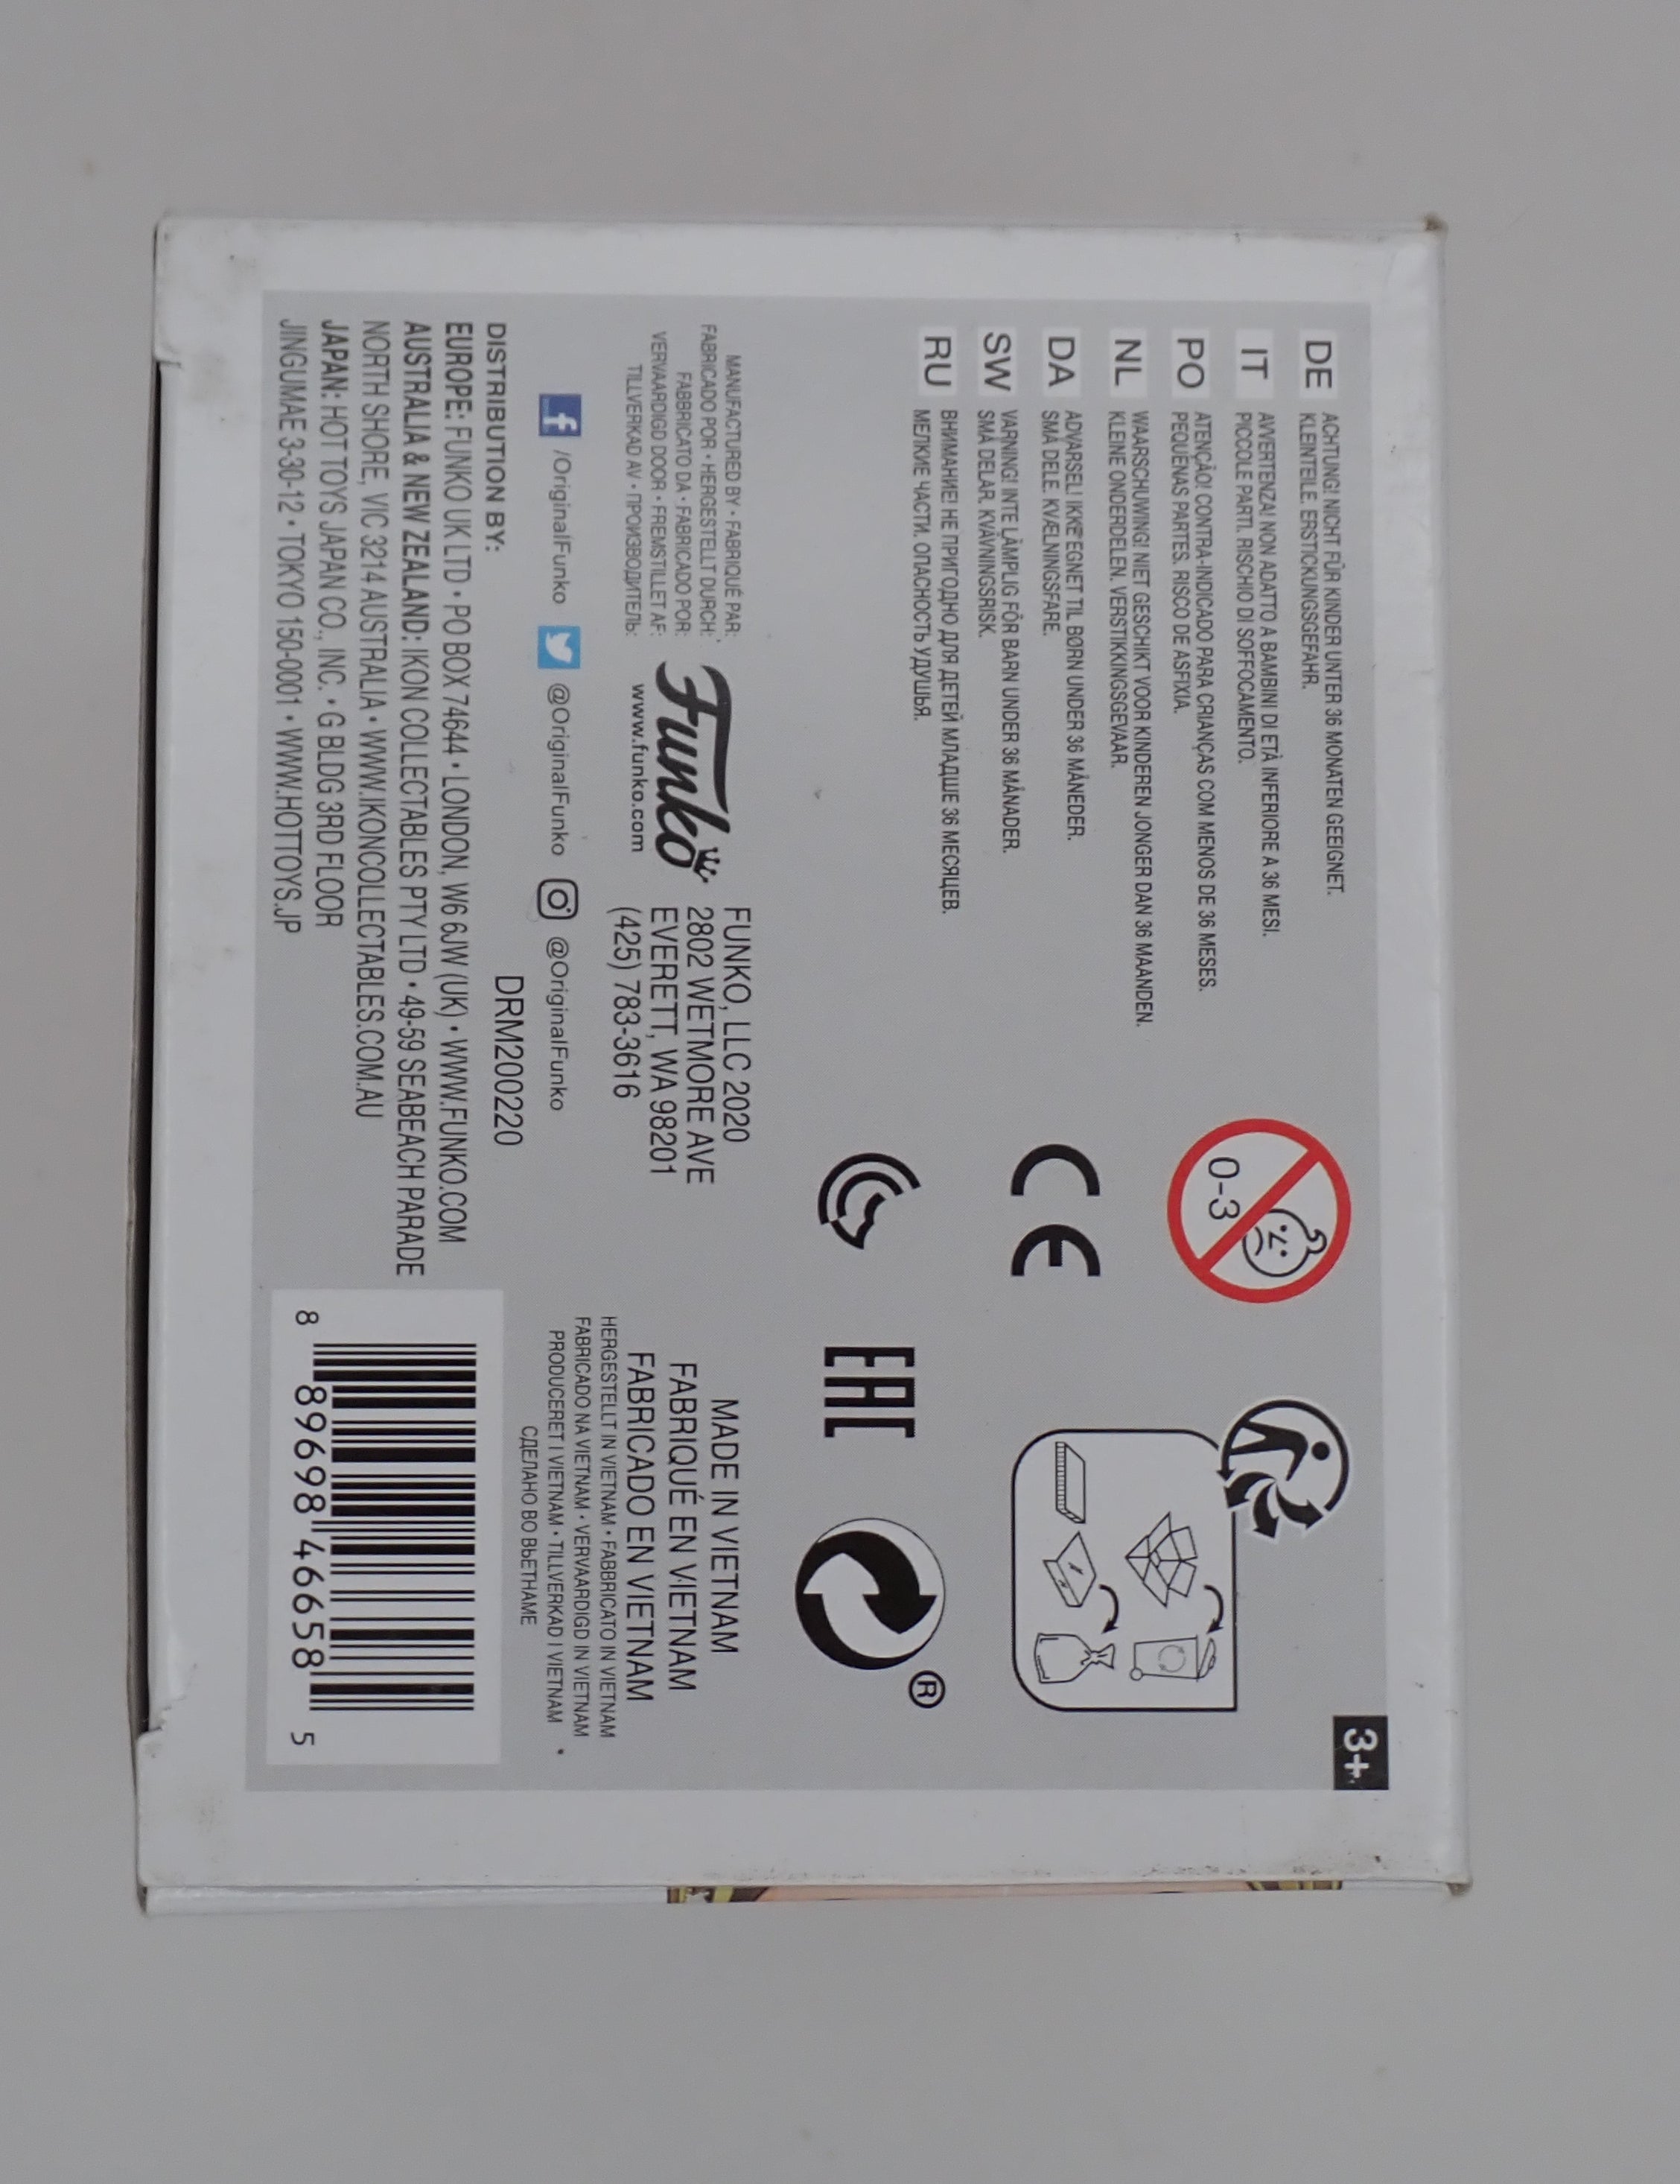 3+
DE ACHTUNG! NICHT FÜR KINDER UNTER 36 MONATEN GEEIGNET.
KLEINTEILE. ERSTICKUNGSGEFAHR.
IT AVVERTENZA! NON ADATTO A BAMBINI DI ETÀ INFERIORE A 36 MESI.
PICCOLE PARTI. RISCHIO DI SOFFOCAMENTO.
PO ATENÇÃO! CONTRA-INDICADO PARA CRIANÇAS COM MENOS DE 36 MESES.
PEQUENAS PARTES. RISCO DE ASFIXIA.
NL WAARSCHUWING! NIET GESCHIKT VOOR KINDEREN JONGER DAN 36 MAANDEN.
KLEINE ONDERDELEN. VERSTIKKINGSGEVAAR.
DA ADVARSEL! IKKE EGNET TIL BØRN UNDER 36 MÅNEDER.
SMÅ DELE. KVÆLNINGSFARE.
SW VARNING! INTE LÄMPLIG FÖR BARN UNDER 36 MÅNADER.
SMÅ DELAR. KVÄVNINGSRISK.
RU ВНИМАНИЕ! НЕ ПРИГОДНО ДЛЯ ДЕТЕЙ МЛАДШЕ 36 МЕСЯЦЕВ.
МЕЛКИЕ ЧАСТИ. ОПАСНОСТЬ УДУШЬЯ.
0-3
CE
EAC
®
MANUFACTURED BY • FABRIQUÉ PAR:
FABRICADO POR • HERGESTELLT DURCH:
FABBRICATO DA • FABRICADO POR:
VERVAARDIGD DOOR • FREMSTILLET AF:
TILLVERKAD AV • ПРОИЗВОДИТЕЛЬ:
Funko
www.funko.com
FUNKO, LLC 2020
2802 WETMORE AVE
EVERETT, WA 98201
(425) 783-3616
MADE IN VIETNAM
FABRIQUÉ EN VIETNAM
FABRICADO EN VIETNAM
HERGESTELLT IN VIETNAM • FABBRICATO IN VIETNAM
FABRICADO NA VIETNAM • VERVAARDIGD IN VIETNAM
PRODUCERET I VIETNAM • TILLVERKAD I VIETNAM •
СДЕЛАНО ВО ВЬЕТНАМЕ
f /OriginalFunko @OriginalFunko @OriginalFunko
DRM200220
DISTRIBUTION BY:
EUROPE: FUNKO UK LTD • PO BOX 74644 • LONDON, W6 6JW (UK) • WWW.FUNKO.COM
AUSTRALIA & NEW ZEALAND: IKON COLLECTABLES PTY LTD • 49-59 SEABEACH PARADE
NORTH SHORE, VIC 3214 AUSTRALIA • WWW.IKONCOLLECTABLES.COM.AU
JAPAN: HOT TOYS JAPAN CO., INC. • G BLDG 3RD FLOOR
JINGUMAE 3-30-12 • TOKYO 150-0001 • WWW.HOTTOYS.JP
8 89698 46658 5